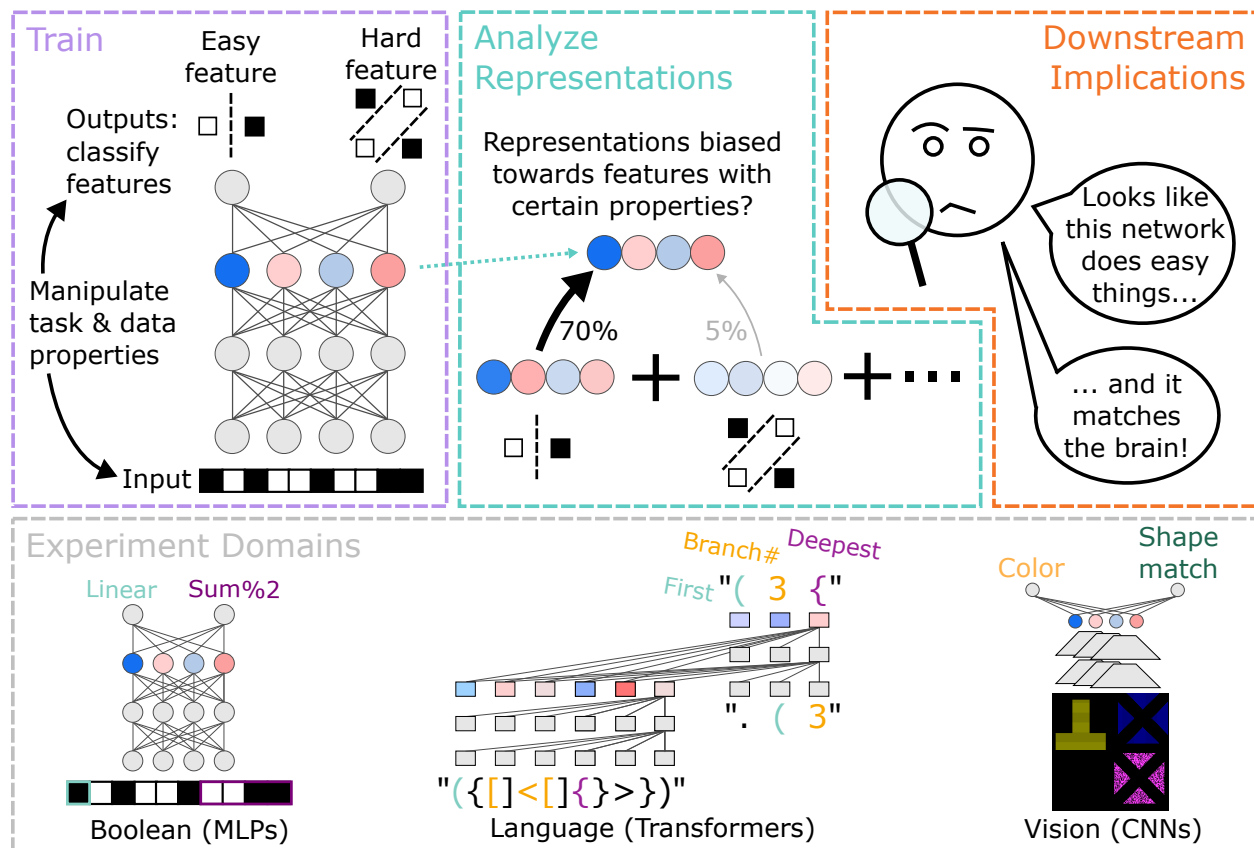 Train
Easy
feature
Hard
feature
Outputs:
classify
features
Manipulate
task & data
properties
Input
Analyze
Representations
Representations biased
towards features with
certain properties?
70%
5%
Downstream
Implications
Looks like
this network
does easy
things...
... and it
matches
the brain!
Experiment Domains
Linear
Sum%2
Boolean (MLPs)
Branch#
Deepest
First
"( 3 {"
". ( 3"
"({[]<[]{}>})"
Language (Transformers)
Color
Shape
match
Vision (CNNs)